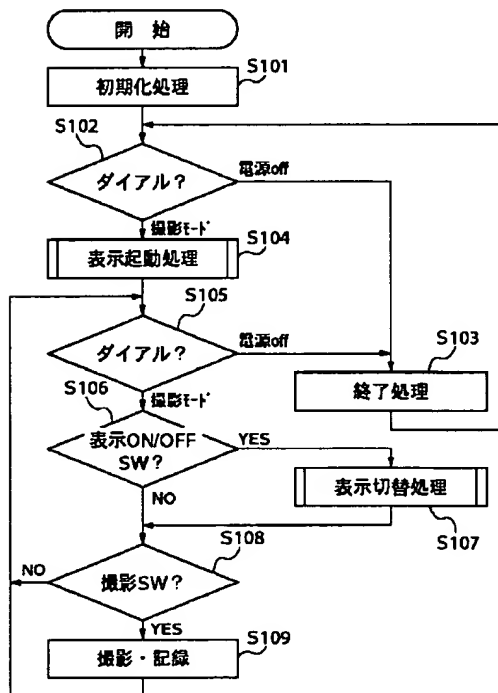 開 始
S101
初期化処理
S102
ダイアル？
電源off
撮影モード
S104
表示起動処理
S105
ダイアル？
電源off
S103
終了処理
S106
撮影モード
表示ON/OFF
SW？
YES
NO
表示切替処理
S107
S108
撮影SW？
NO
YES
S109
撮影・記録